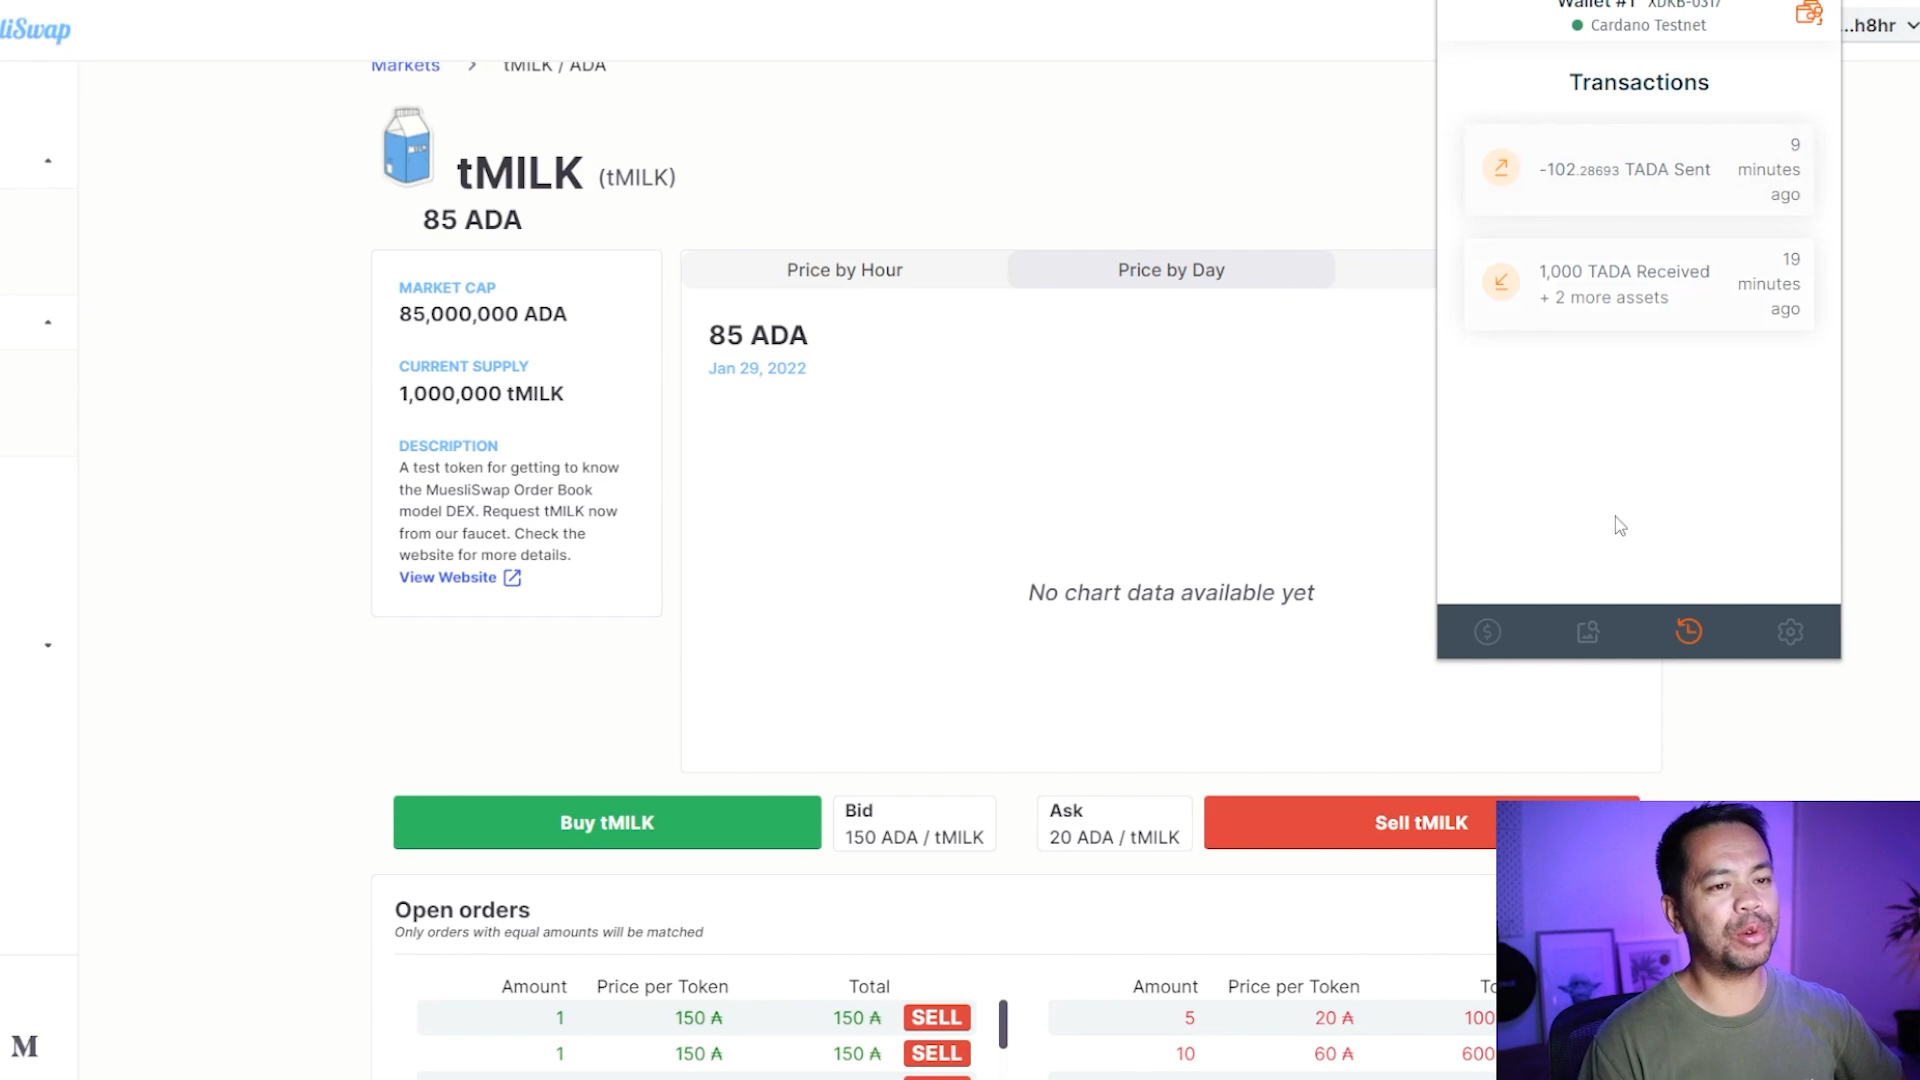 liSwap
Wallet #1 XDKB-0317
Cardano Testnet
...h8hr
Markets > tMILK / ADA
tMILK (tMILK)
85 ADA
MARKET CAP
85,000,000 ADA
CURRENT SUPPLY
1,000,000 tMILK
DESCRIPTION
A test token for getting to know
the MuesliSwap Order Book
model DEX. Request tMILK now
from our faucet. Check the
website for more details.
View Website
Price by Hour
Price by Day
85 ADA
Jan 29, 2022
No chart data available yet
Transactions
-102.28693 TADA Sent
9
minutes
ago
1,000 TADA Received
+ 2 more assets
19
minutes
ago
Buy tMILK
Bid
150 ADA / tMILK
Ask
20 ADA / tMILK
Sell tMILK
Open orders
Only orders with equal amounts will be matched
Amount Price per Token Total
1 150 ₳ 150 ₳ SELL
1 150 ₳ 150 ₳ SELL
Amount Price per Token
5 20 ₳ 100
10 60 ₳ 600
M